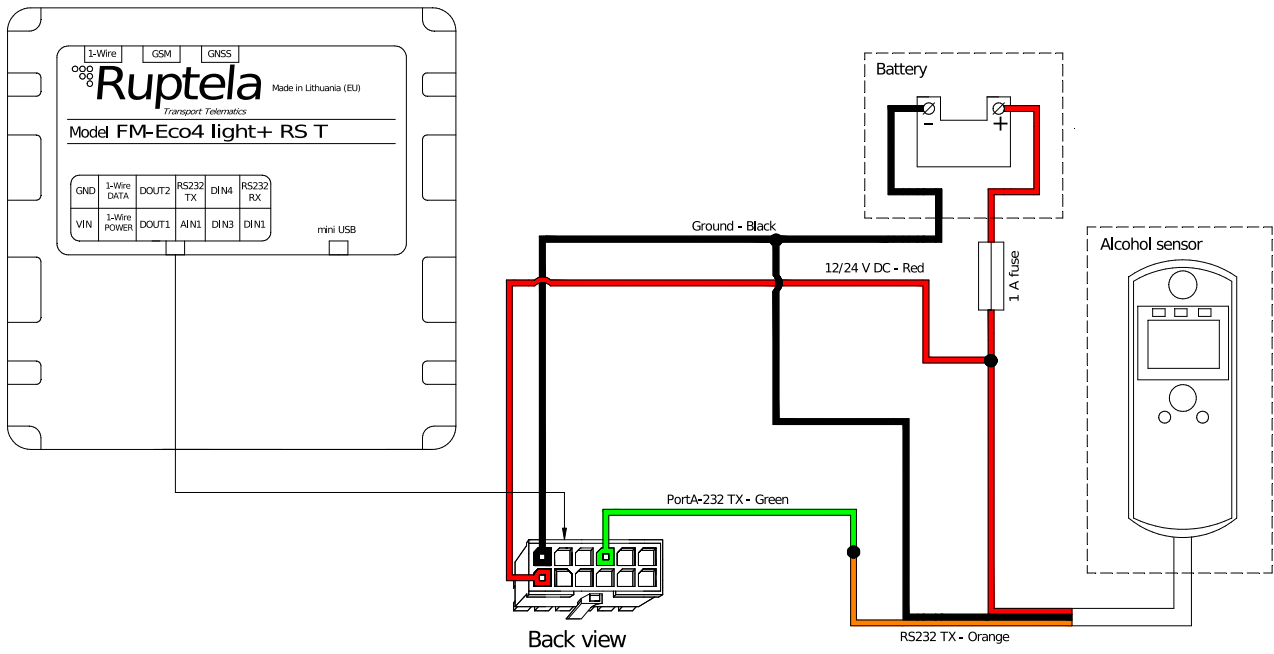 1-Wire GSM GNSS
Ruptela Made in Lithuania (EU)
Transport Telematics
Model FM-Eco4 light+ RS T
GND 1-Wire DATA DOUT2 RS232 TX DIN4 RS232 RX
VIN 1-Wire POWER DOUT1 AIN1 DIN3 DIN1
mini USB
Battery
- +
Ground - Black
12/24 V DC - Red
1 A fuse
Alcohol sensor
PortA-232 TX - Green
RS232 TX - Orange
Back view